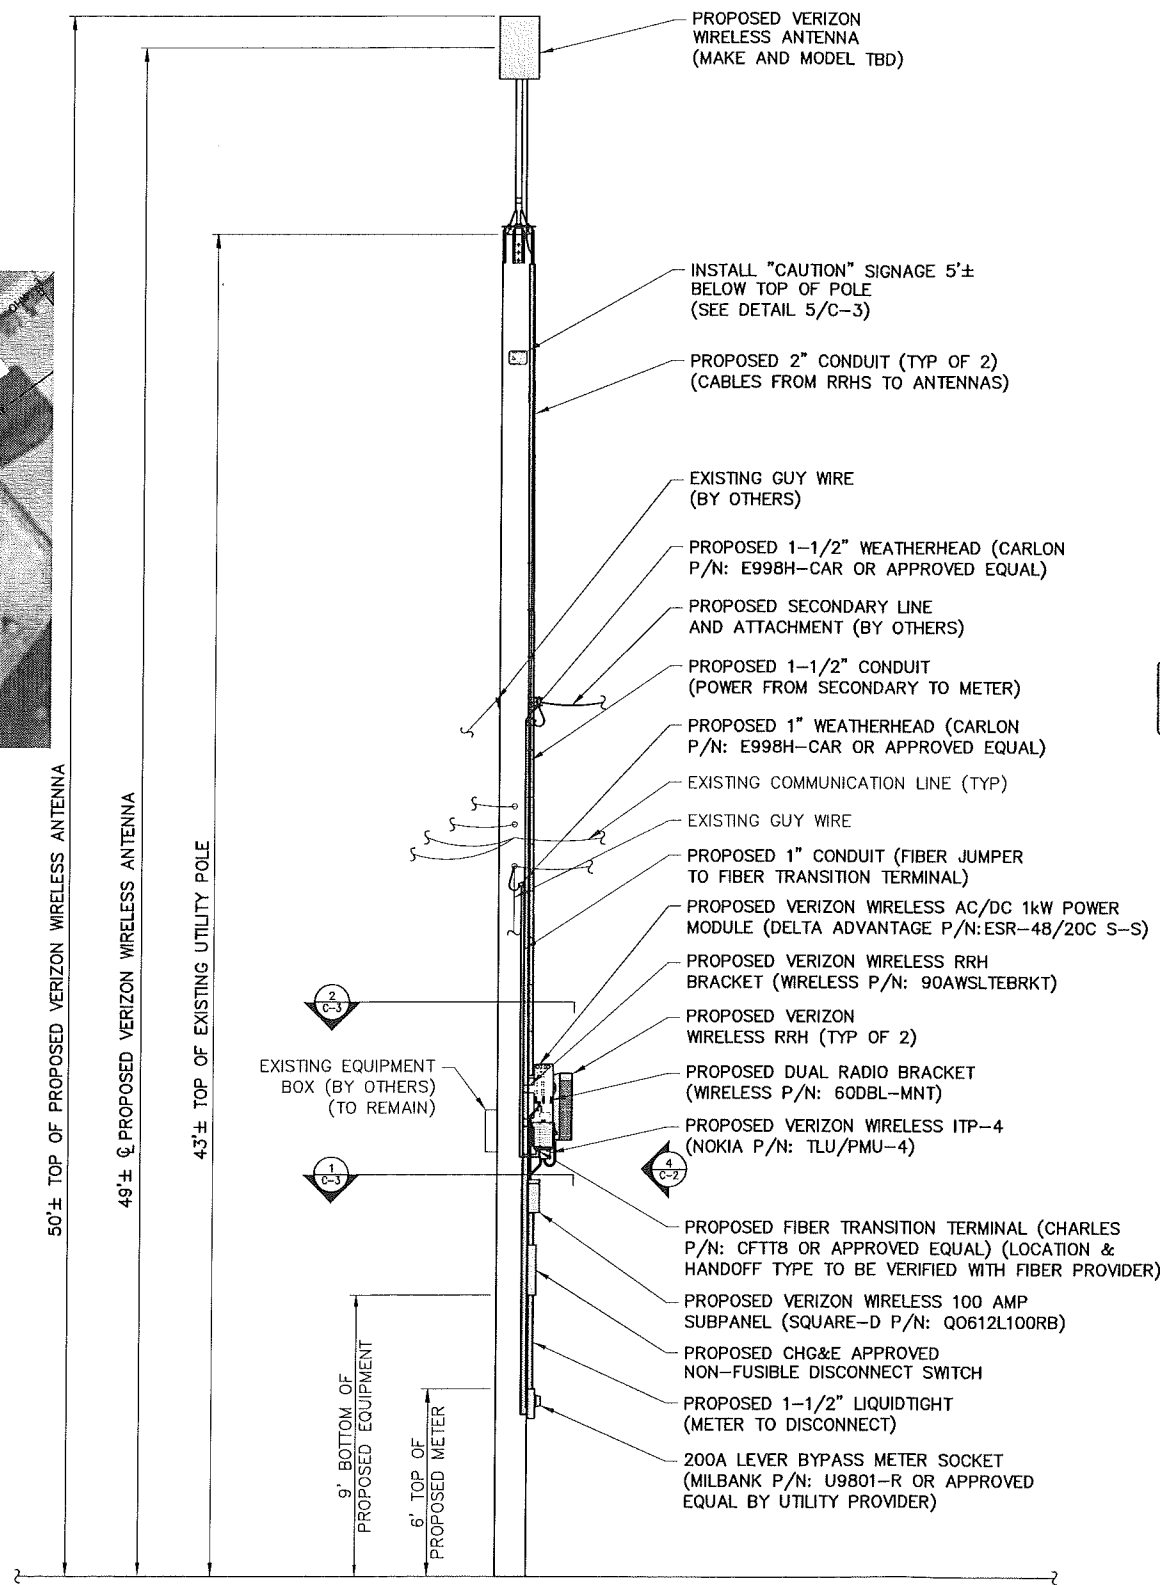 PROPOSED VERIZON
WIRELESS ANTENNA
(MAKE AND MODEL TBD)
INSTALL "CAUTION" SIGNAGE 5'±
BELOW TOP OF POLE
(SEE DETAIL 5/C-3)
PROPOSED 2" CONDUIT (TYP OF 2)
(CABLES FROM RRHS TO ANTENNAS)
EXISTING GUY WIRE
(BY OTHERS)
PROPOSED 1-1/2" WEATHERHEAD (CARLON
P/N: E998H-CAR OR APPROVED EQUAL)
PROPOSED SECONDARY LINE
AND ATTACHMENT (BY OTHERS)
PROPOSED 1-1/2" CONDUIT
(POWER FROM SECONDARY TO METER)
PROPOSED 1" WEATHERHEAD (CARLON
P/N: E998H-CAR OR APPROVED EQUAL)
EXISTING COMMUNICATION LINE (TYP)
EXISTING GUY WIRE
PROPOSED 1" CONDUIT (FIBER JUMPER
TO FIBER TRANSITION TERMINAL)
PROPOSED VERIZON WIRELESS AC/DC 1kW POWER
MODULE (DELTA ADVANTAGE P/N:ESR-48/20C S-S)
PROPOSED VERIZON WIRELESS RRH
BRACKET (WIRELESS P/N: 90AWSLTEBRKT)
PROPOSED VERIZON
WIRELESS RRH (TYP OF 2)
PROPOSED DUAL RADIO BRACKET
(WIRELESS P/N: 60DBL-MNT)
PROPOSED VERIZON WIRELESS ITP-4
(NOKIA P/N: TLU/PMU-4)
PROPOSED FIBER TRANSITION TERMINAL (CHARLES
P/N: CFTT8 OR APPROVED EQUAL) (LOCATION &
HANDOFF TYPE TO BE VERIFIED WITH FIBER PROVIDER)
PROPOSED VERIZON WIRELESS 100 AMP
SUBPANEL (SQUARE-D P/N: QO612L100RB)
PROPOSED CHG&E APPROVED
NON-FUSIBLE DISCONNECT SWITCH
PROPOSED 1-1/2" LIQUIDTIGHT
(METER TO DISCONNECT)
200A LEVER BYPASS METER SOCKET
(MILBANK P/N: U9801-R OR APPROVED
EQUAL BY UTILITY PROVIDER)
50'± TOP OF PROPOSED VERIZON WIRELESS ANTENNA
49'± ℄ PROPOSED VERIZON WIRELESS ANTENNA
43'± TOP OF EXISTING UTILITY POLE
2
C-3
EXISTING EQUIPMENT
BOX (BY OTHERS)
(TO REMAIN)
1
C-3
4
C-2
9' BOTTOM OF
PROPOSED EQUIPMENT
6' TOP OF
PROPOSED METER